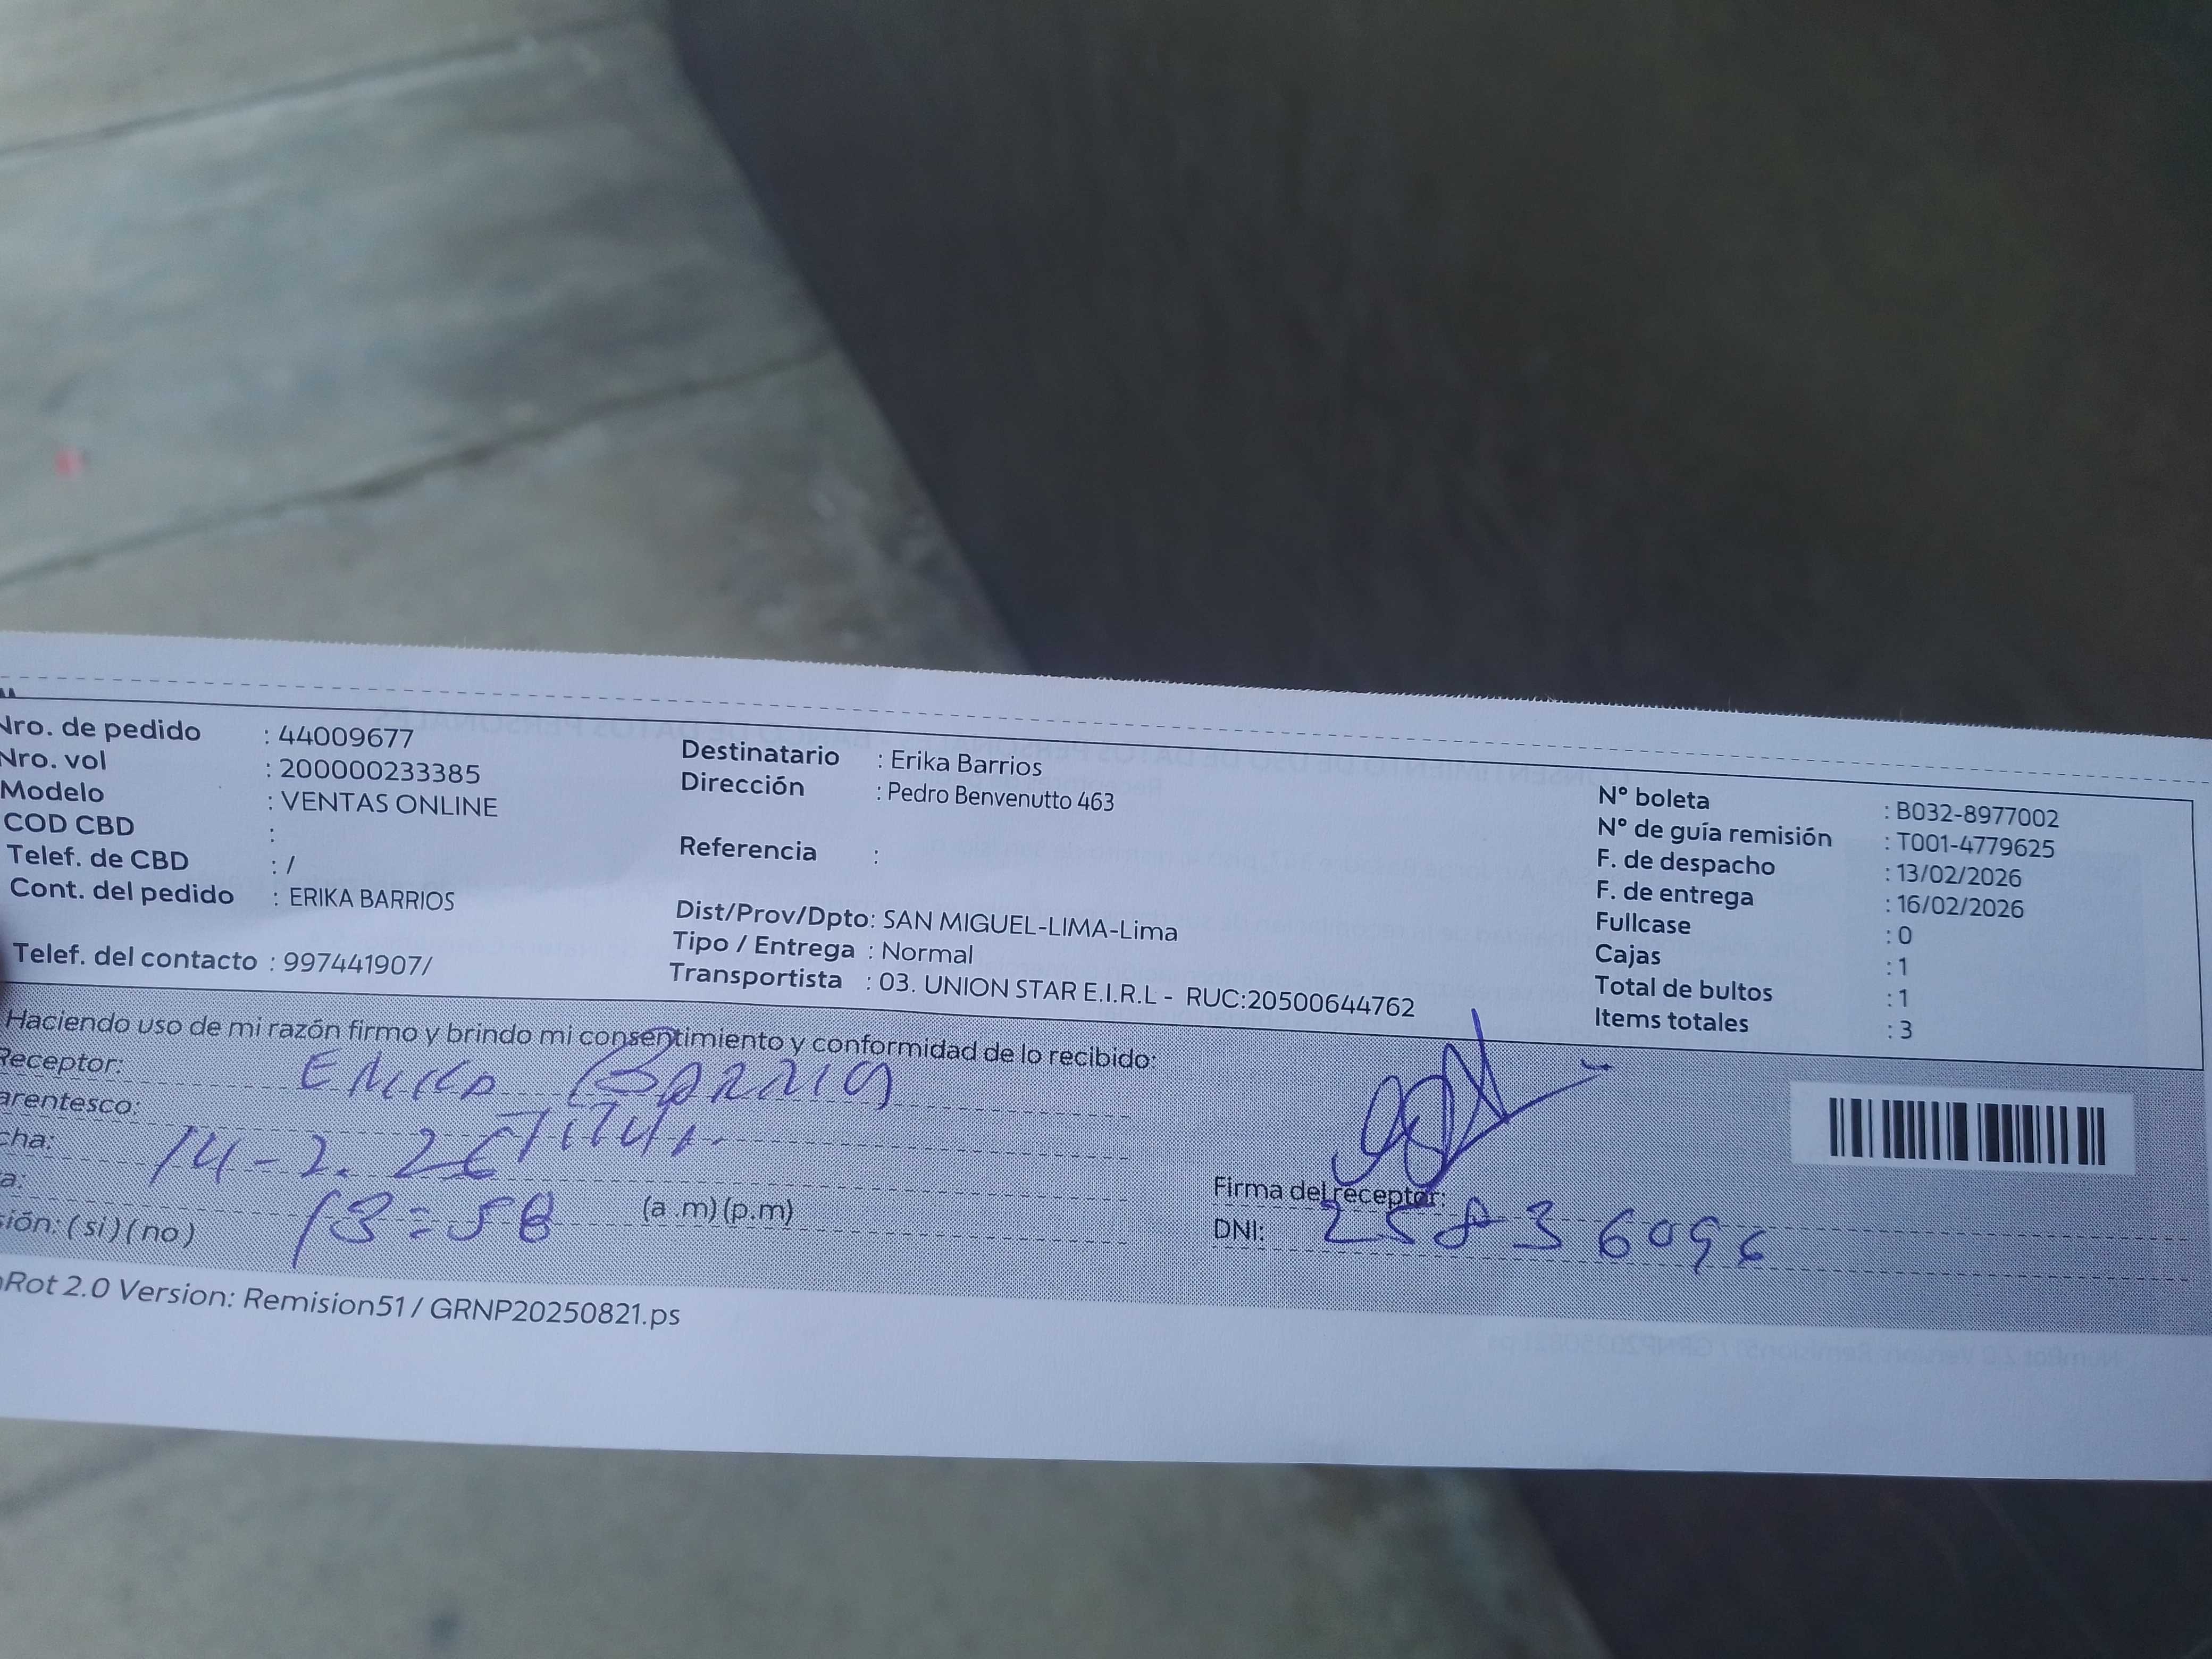 Nro. de pedido : 44009677
Nro. vol : 200000233385
Modelo : VENTAS ONLINE
COD CBD :
Telef. de CBD : /
Cont. del pedido : ERIKA BARRIOS
Telef. del contacto : 997441907/
Destinatario : Erika Barrios
Dirección : Pedro Benvenutto 463
Referencia :
Dist/Prov/Dpto: SAN MIGUEL-LIMA-Lima
Tipo / Entrega : Normal
Transportista : 03. UNION STAR E.I.R.L - RUC:20500644762
N° boleta : B032-8977002
N° de guía remisión : T001-4779625
F. de despacho : 13/02/2026
F. de entrega : 16/02/2026
Fullcase : 0
Cajas : 1
Total de bultos : 1
Items totales : 3
Haciendo uso de mi razón firmo y brindo mi consentimiento y conformidad de lo recibido:
Receptor: Erika Barrios
arentesco: Titular
cha: 14-2. 26
a: 13=58 (a .m) (p.m)
sión: ( si ) ( no )
Firma del receptor:
DNI: 25836096
Rot 2.0 Version: Remision51 / GRNP20250821.ps